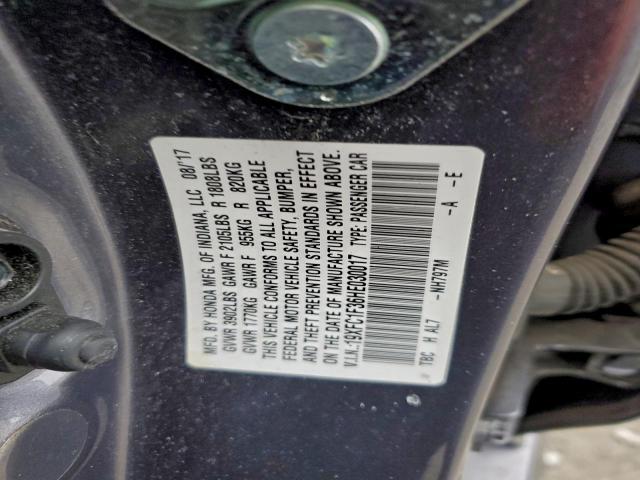 MFD. BY HONDA MFG. OF INDIANA, LLC 08/17
GVWR 3902LBS GAWR F 2105LBS R 1808LBS
GVWR 1770KG GAWR F 955KG R 820KG
THIS VEHICLE CONFORMS TO ALL APPLICABLE
FEDERAL MOTOR VEHICLE SAFETY, BUMPER,
AND THEFT PREVENTION STANDARDS IN EFFECT
ON THE DATE OF MANUFACTURE SHOWN ABOVE.
V.I.N.:19XFC1F36HE030017 TYPE: PASSENGER CAR
TBC H AL7 -NH797M -A -E